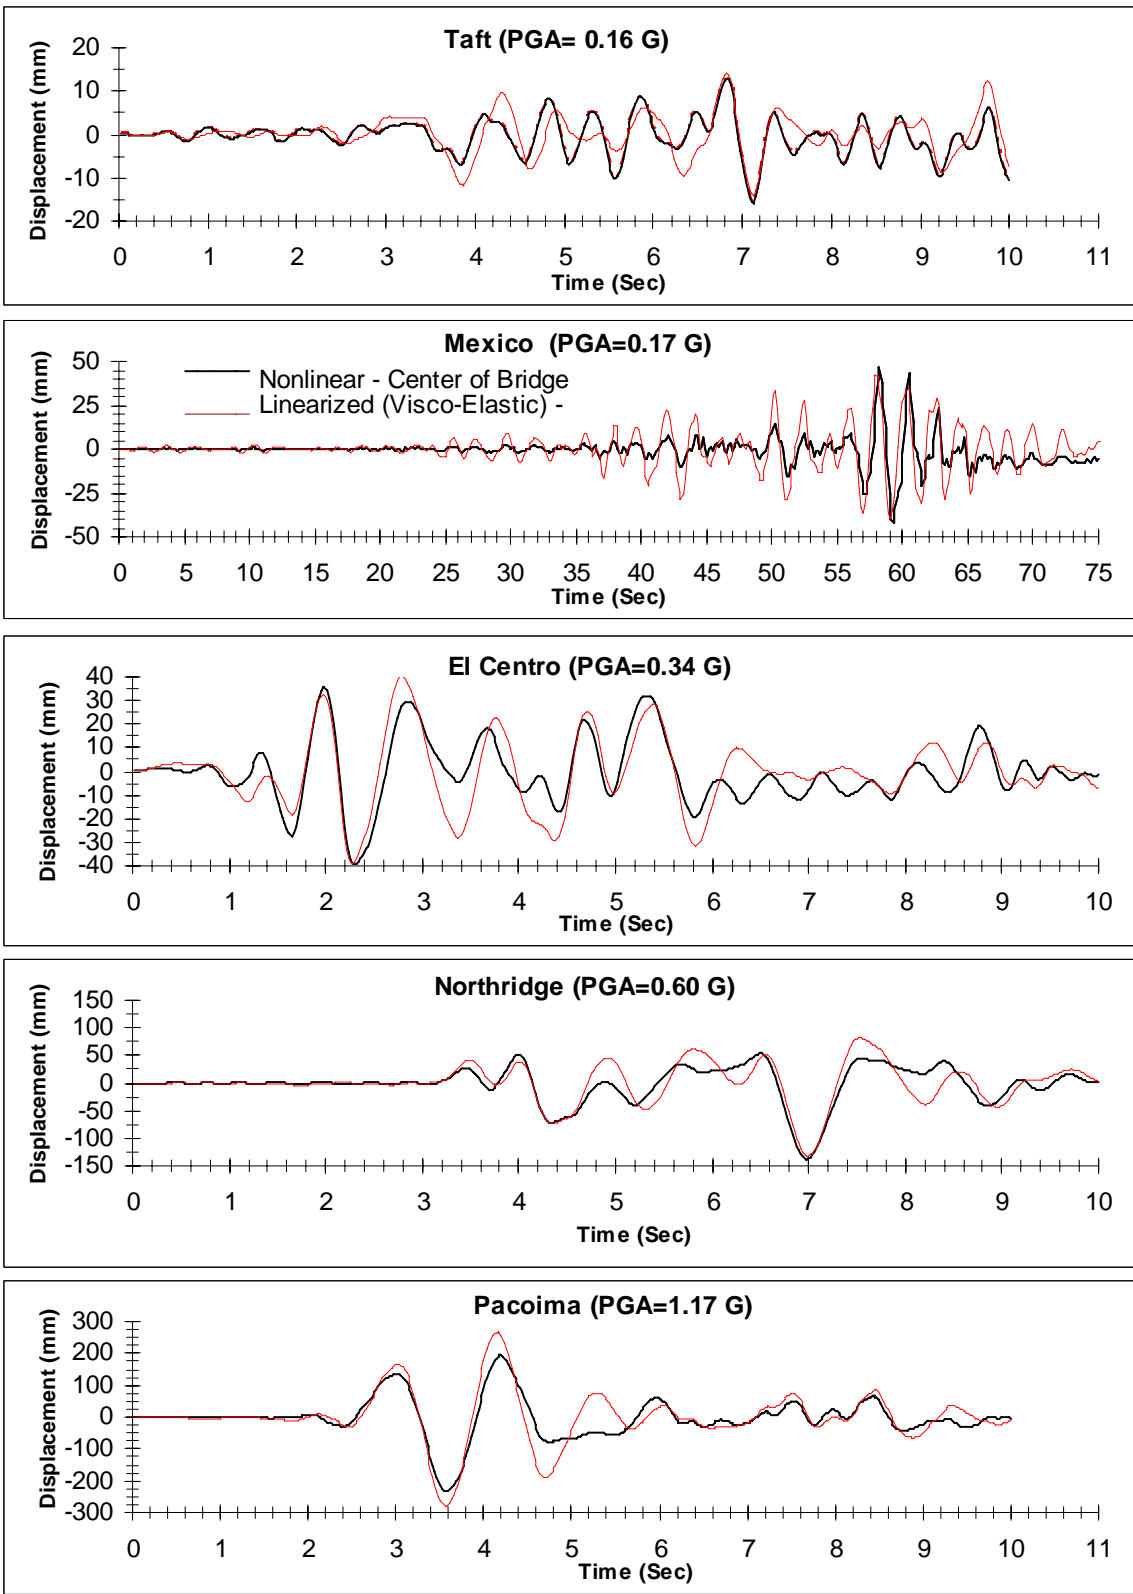 Taft (PGA= 0.16 G)
Displacement (mm)
20
10
0
-10
-20
0 1 2 3 4 5 6 7 8 9 10 11
Time (Sec)
Mexico (PGA=0.17 G)
Displacement (mm)
50
25
0
-25
-50
Nonlinear - Center of Bridge
Linearized (Visco-Elastic) -
0 5 10 15 20 25 30 35 40 45 50 55 60 65 70 75
Time (Sec)
El Centro (PGA=0.34 G)
Displacement (mm)
40
30
20
10
0
-10
-20
-30
-40
0 1 2 3 4 5 6 7 8 9 10
Time (Sec)
Northridge (PGA=0.60 G)
Displacement (mm)
150
100
50
0
-50
-100
-150
0 1 2 3 4 5 6 7 8 9 10
Time (Sec)
Pacoima (PGA=1.17 G)
Displacement (mm)
300
200
100
0
-100
-200
-300
0 1 2 3 4 5 6 7 8 9 10 11
Time (Sec)